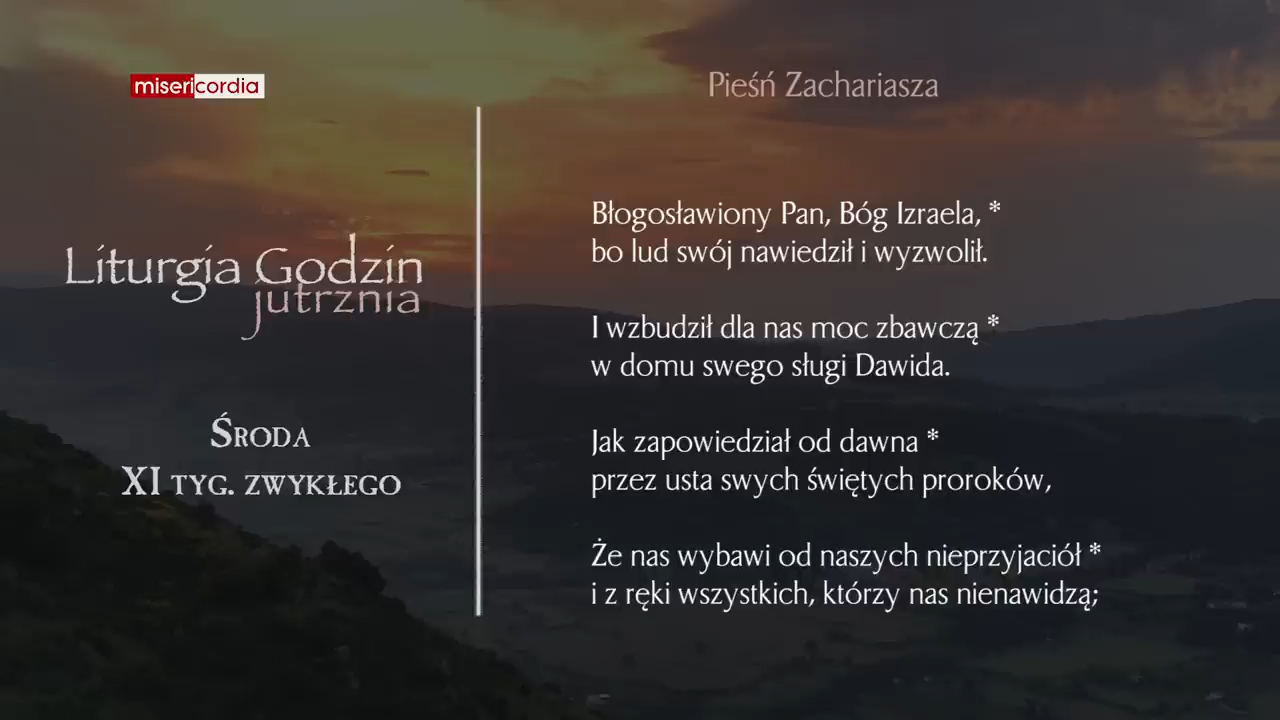 misericordia
Liturgia Godzin
jutrznia
Środa
XI tyg. zwykłego
Pieśń Zachariasza
Błogosławiony Pan, Bóg Izraela, *
bo lud swój nawiedził i wyzwolił.
I wzbudził dla nas moc zbawczą *
w domu swego sługi Dawida.
Jak zapowiedział od dawna *
przez usta swych świętych proroków,
Że nas wybawi od naszych nieprzyjaciół *
i z ręki wszystkich, którzy nas nienawidzą;